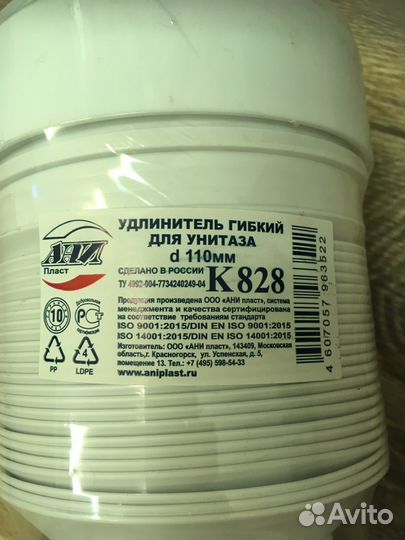 АНИ
Пласт
УДЛИНИТЕЛЬ ГИБКИЙ
ДЛЯ УНИТАЗА
d 110мм
СДЕЛАНО В РОССИИ
ТУ 4992-004-7734240249-04
K 828
Продукция произведена ООО «АНИ пласт», система
менеджмента и качества сертифицирована
на соответствие требованиям стандарта
ISO 9001:2015/DIN EN ISO 9001:2015
ISO 14001:2015/DIN EN ISO 14001:2015
Изготовитель: ООО «АНИ пласт», 143409, Московская
область, г. Красногорск, ул. Успенская, д. 5,
помещение 13. Тел.: +7 (495) 598-54-33
www.aniplast.ru
10
PP
4
LDPE
4 607057 963522
Avito